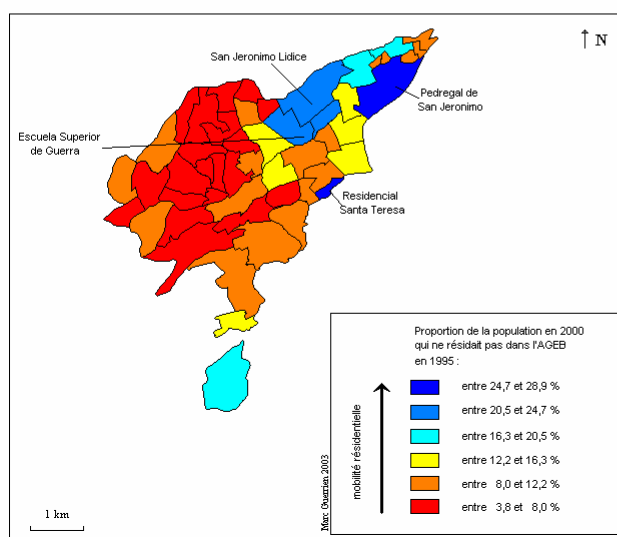 N
San Jeronimo Lidice
Pedregal de
San Jeronimo
Escuela Superior
de Guerra
Residencial
Santa Teresa
Proportion de la population en 2000
qui ne résidait pas dans l'AGEB
en 1995 :
entre 24,7 et 28,9 %
entre 20,5 et 24,7 %
entre 16,3 et 20,5 %
entre 12,2 et 16,3 %
entre 8,0 et 12,2 %
entre 3,8 et 8,0 %
mobilité résidentielle
Marc Guerrien 2003
1 km